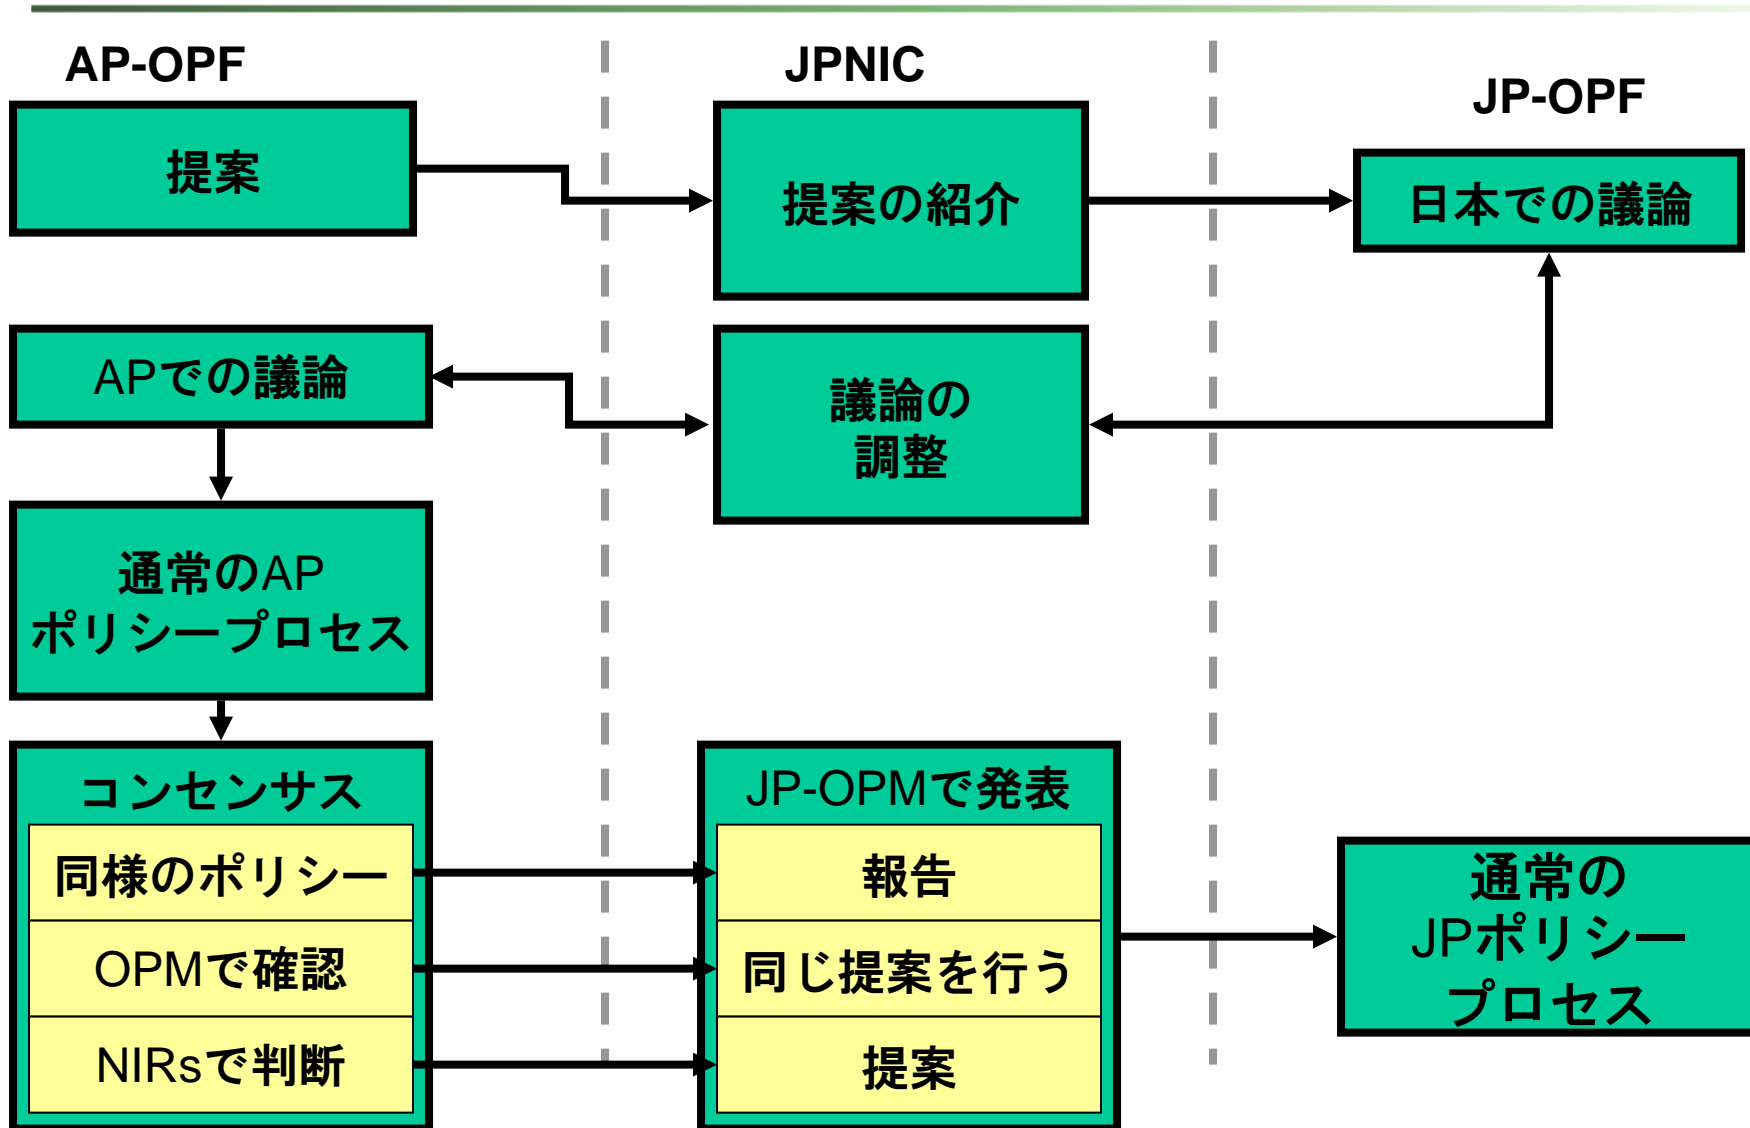 AP-OPF
JPNIC
JP-OPF
提案
提案の紹介
日本での議論
APでの議論
議論の
調整
通常のAP
ポリシープロセス
コンセンサス
同様のポリシー
OPMで確認
NIRsで判断
JP-OPMで発表
報告
同じ提案を行う
提案
通常の
JPポリシー
プロセス